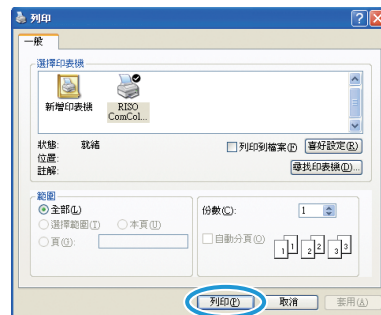 列印
一般
選擇印表機
新增印表機
RISO
ComCol...
狀態: 就緒
位置:
註解:
列印到檔案(F)
喜好設定(R)
尋找印表機(D)...
範圍
全部(L)
選擇範圍(T)
本頁(U)
頁(G):
份數(C):
1
自動分頁(O)
1 1 2 2 3 3
列印(P)
取消
套用(A)